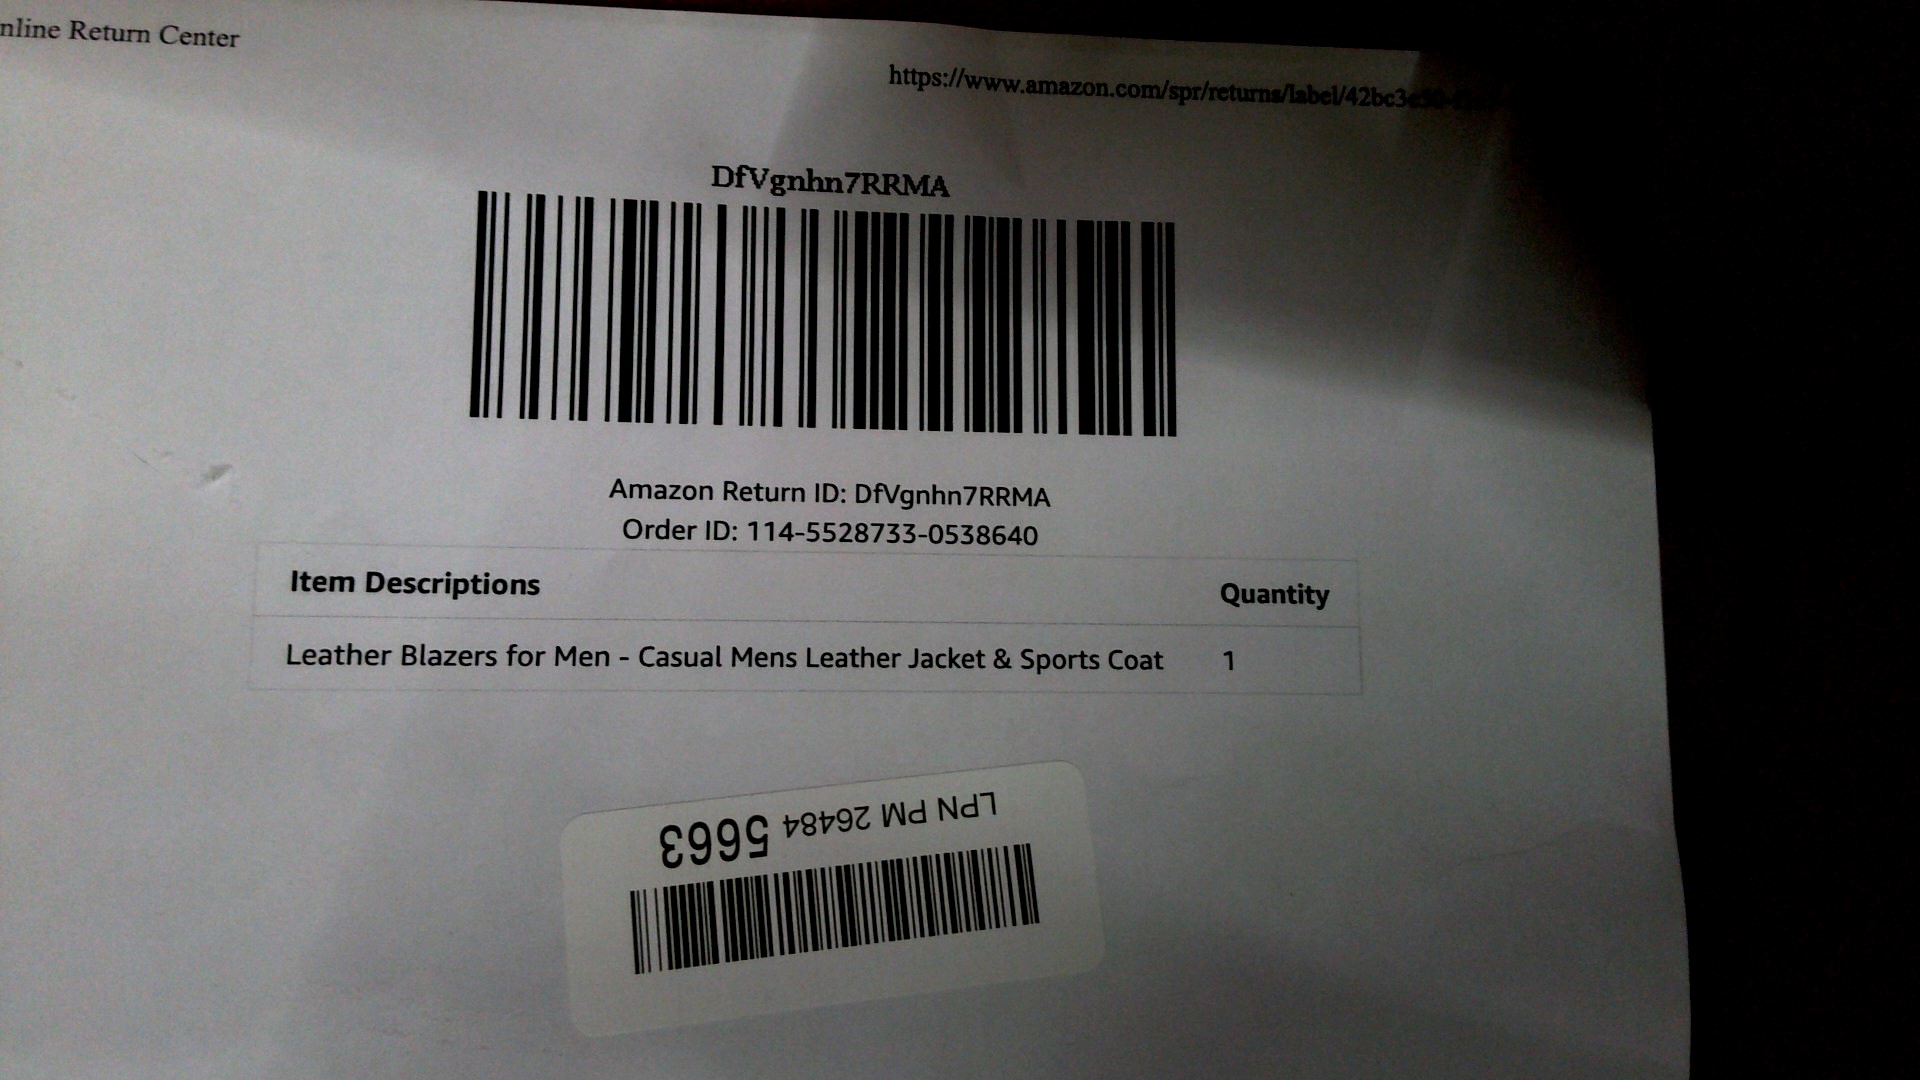 nline Return Center
https://www.amazon.com/spr/returns/label/42bc3e50
DfVgnhn7RRMA
Amazon Return ID: DfVgnhn7RRMA
Order ID: 114-5528733-0538640
Item Descriptions Quantity
Leather Blazers for Men - Casual Mens Leather Jacket & Sports Coat 1
LPN PM 26484 5663